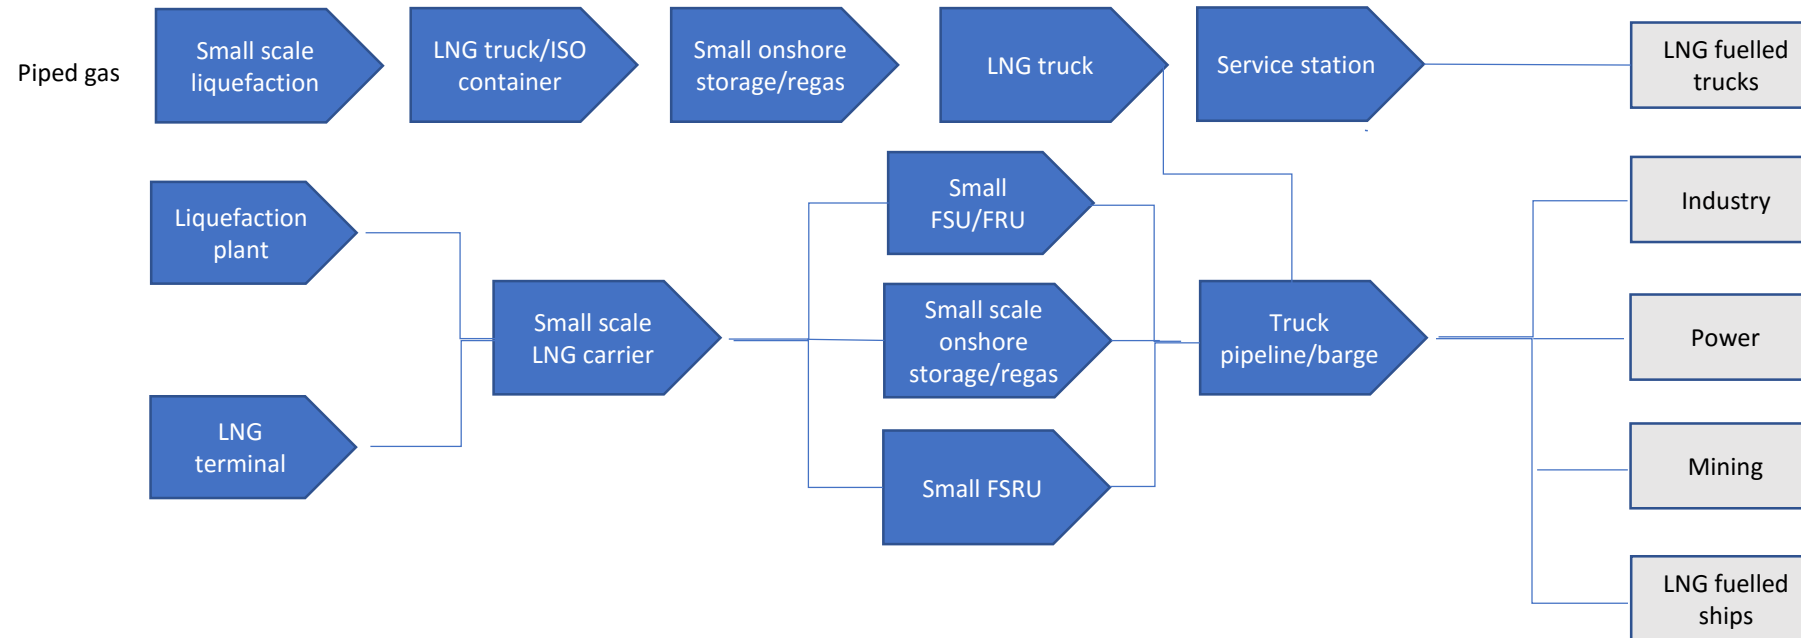 Piped gas
Small scale
liquefaction
LNG truck/ISO
container
Small onshore
storage/regas
LNG truck
Service station
LNG fuelled
trucks
Liquefaction
plant
Small
FSU/FRU
Industry
Small scale
LNG carrier
Small scale
onshore
storage/regas
Truck
pipeline/barge
Power
LNG
terminal
Small FSRU
Mining
LNG fuelled
ships